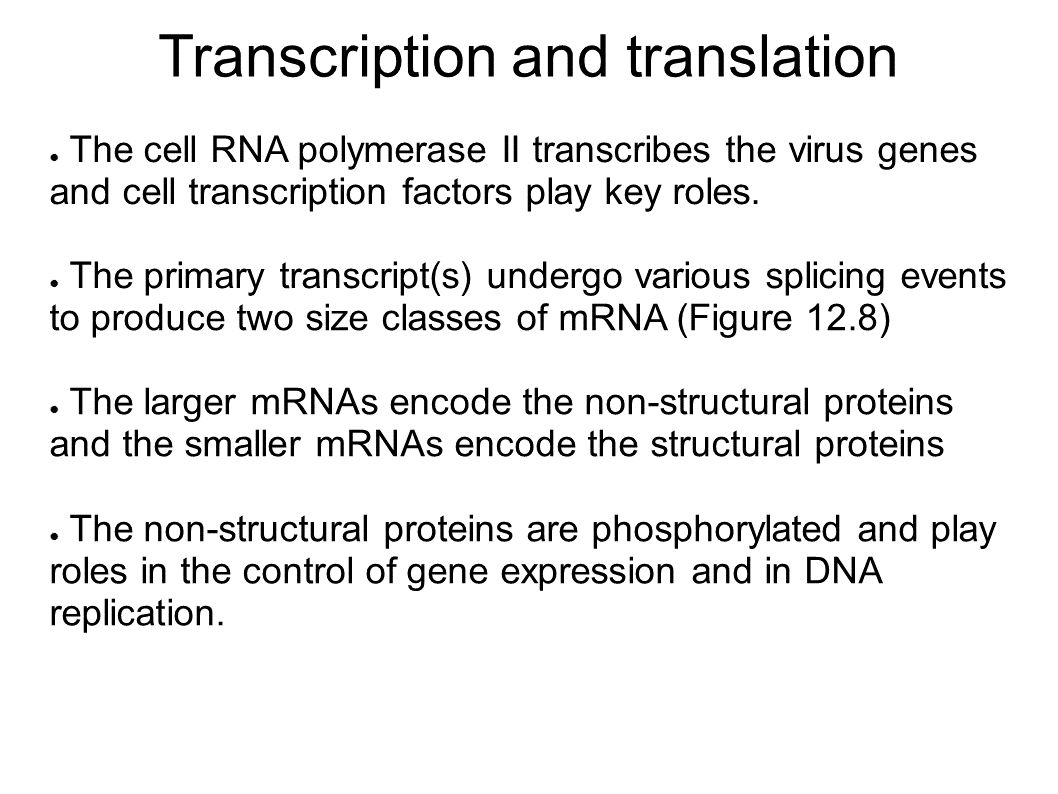 Transcription and translation
● The cell RNA polymerase II transcribes the virus genes
and cell transcription factors play key roles.
● The primary transcript(s) undergo various splicing events
to produce two size classes of mRNA (Figure 12.8)
● The larger mRNAs encode the non-structural proteins
and the smaller mRNAs encode the structural proteins
● The non-structural proteins are phosphorylated and play
roles in the control of gene expression and in DNA
replication.